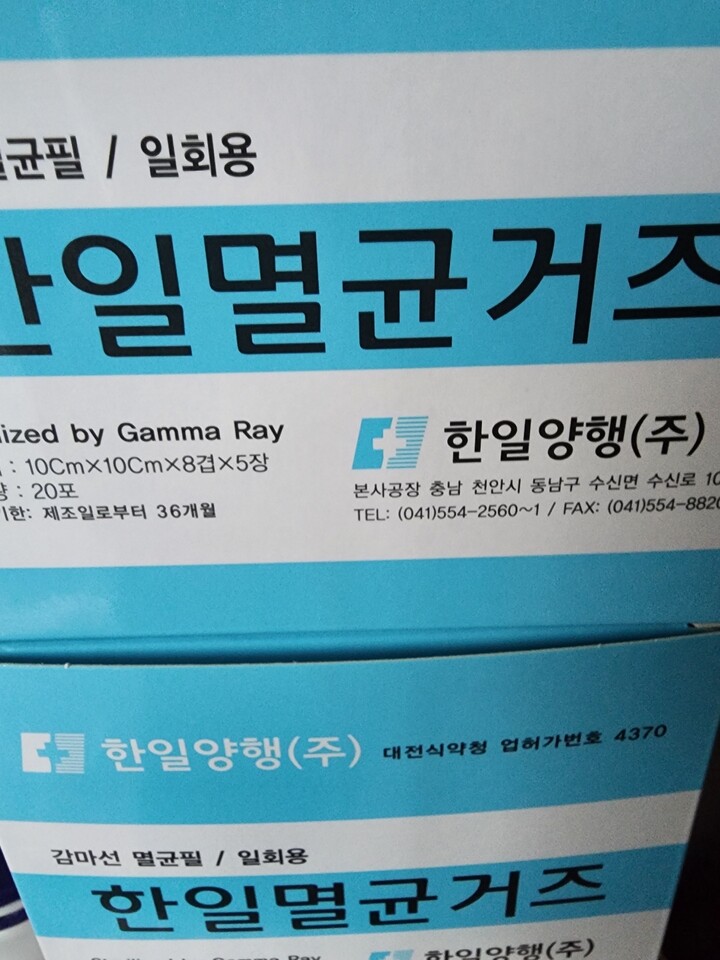 멸균필 / 일회용
한일멸균거즈
ized by Gamma Ray
: 10Cm×10Cm×8겹×5장
: 20포
기한: 제조일로부터 36개월
한일양행(주)
본사공장 충남 천안시 동남구 수신면 수신로 10
TEL: (041)554-2560~1 / FAX: (041)554-8820
한일양행(주) 대전식약청 업허가번호 4370
감마선 멸균필 / 일회용
한일멸균거즈
한일양행(주)